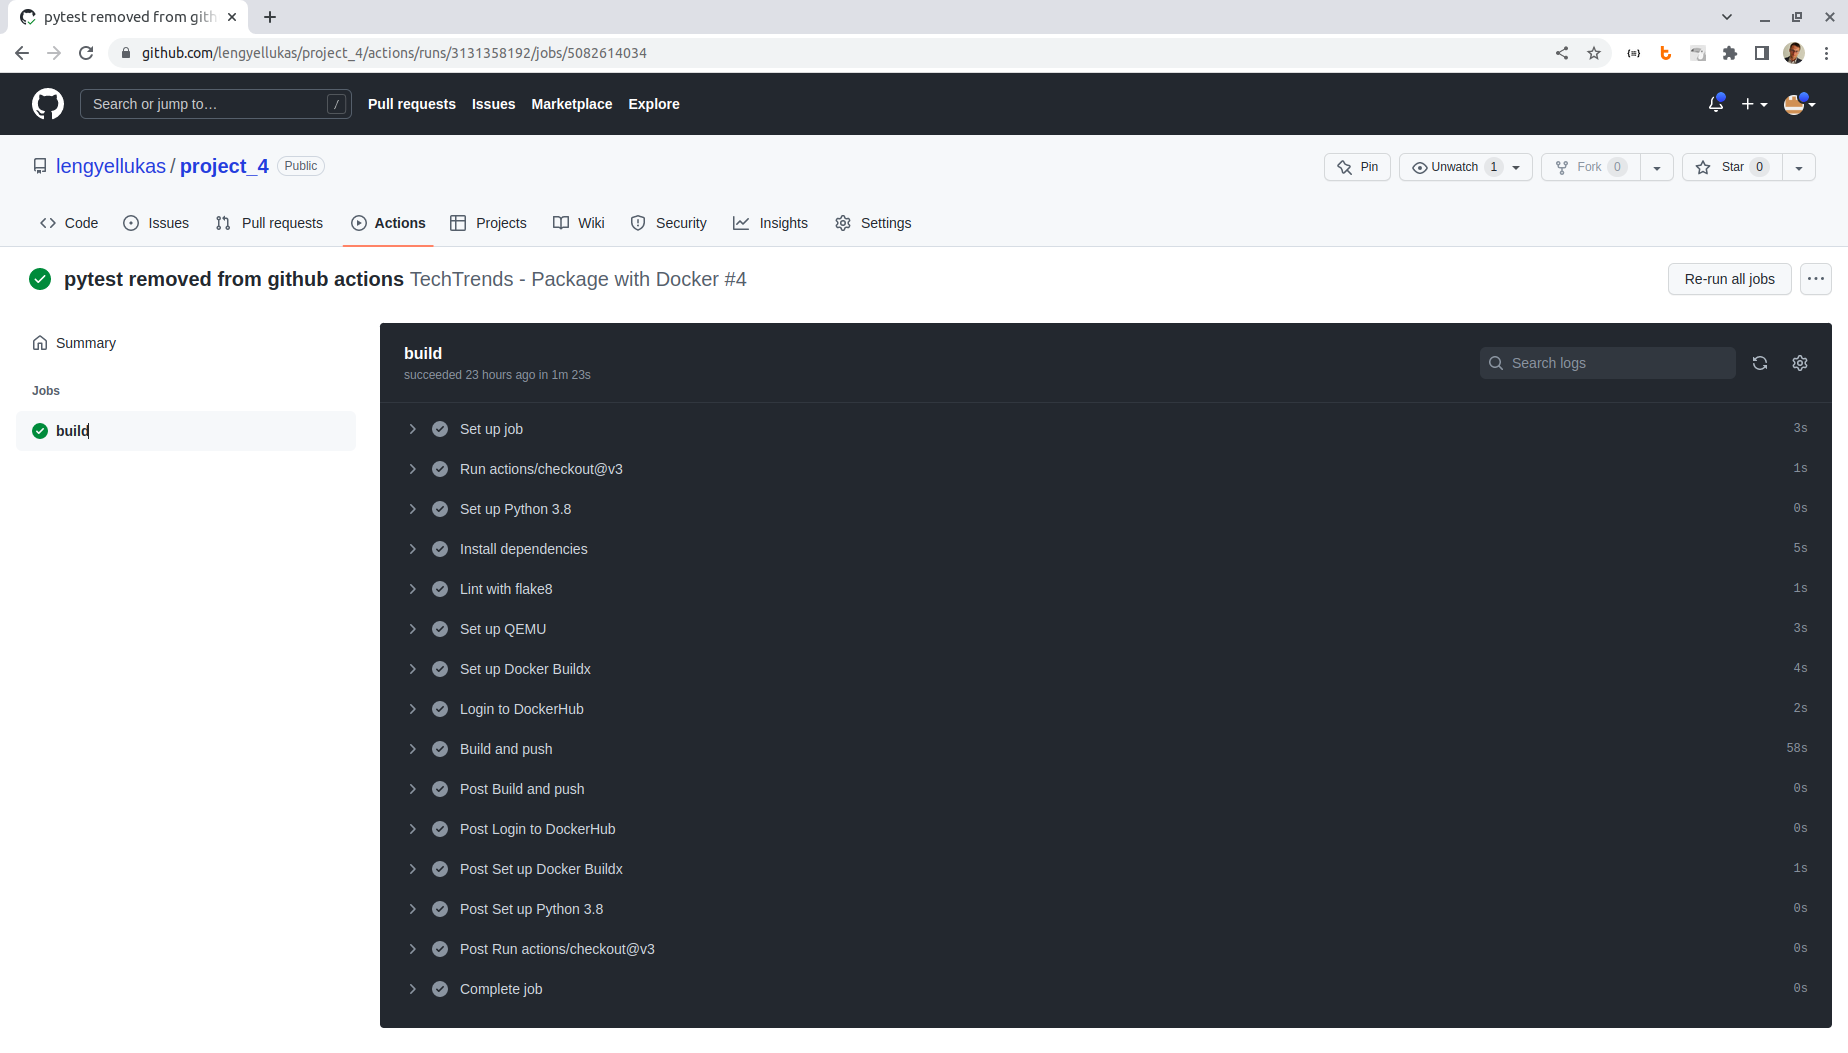 pytest removed from gith
github.com/lengyellukas/project_4/actions/runs/3131358192/jobs/5082614034
Search or jump to… /
Pull requests Issues Marketplace Explore
lengyellukas / project_4 Public
Pin Unwatch 1 Fork 0 Star 0
Code Issues Pull requests Actions Projects Wiki Security Insights Settings
pytest removed from github actions TechTrends - Package with Docker #4
Re-run all jobs
Summary
Jobs
build
build
succeeded 23 hours ago in 1m 23s
Search logs
Set up job 3s
Run actions/checkout@v3 1s
Set up Python 3.8 0s
Install dependencies 5s
Lint with flake8 1s
Set up QEMU 3s
Set up Docker Buildx 4s
Login to DockerHub 2s
Build and push 58s
Post Build and push 0s
Post Login to DockerHub 0s
Post Set up Docker Buildx 1s
Post Set up Python 3.8 0s
Post Run actions/checkout@v3 0s
Complete job 0s